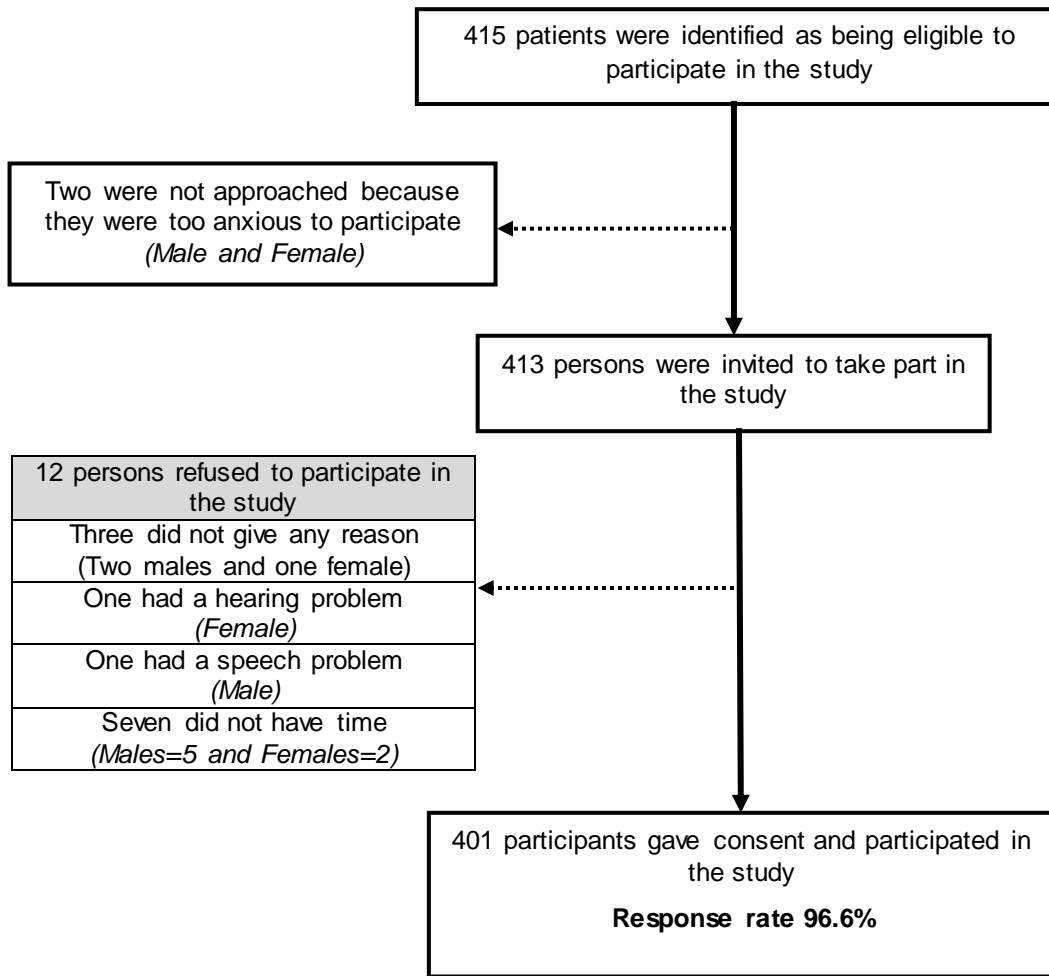 415 patients were identified as being eligible to
participate in the study
Two were not approached because
they were too anxious to participate
(Male and Female)
413 persons were invited to take part in
the study
12 persons refused to participate in
the study
Three did not give any reason
(Two males and one female)
One had a hearing problem
(Female)
One had a speech problem
(Male)
Seven did not have time
(Males=5 and Females=2)
401 participants gave consent and participated in
the study
Response rate 96.6%